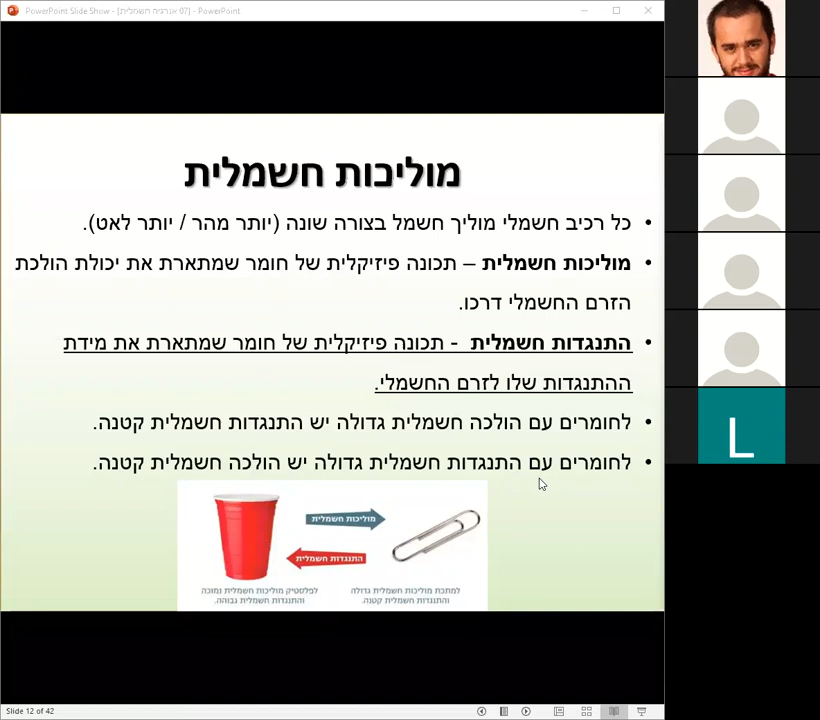 PowerPoint Slide Show - [07 אנרגיה חשמלית] - PowerPoint
מוליכות חשמלית
• כל רכיב חשמלי מוליך חשמל בצורה שונה (יותר מהר / יותר לאט).
• מוליכות חשמלית – תכונה פיזיקלית של חומר שמתארת את יכולת הולכת
הזרם החשמלי דרכו.
• התנגדות חשמלית - תכונה פיזיקלית של חומר שמתארת את מידת
ההתנגדות שלו לזרם החשמלי.
• לחומרים עם הולכה חשמלית גדולה יש התנגדות חשמלית קטנה.
• לחומרים עם התנגדות חשמלית גדולה יש הולכה חשמלית קטנה.
מוליכות חשמלית
התנגדות חשמלית
למתכת מוליכות חשמלית גדולה
והתנגדות חשמלית קטנה.
לפלסטיק מוליכות חשמלית נמוכה
והתנגדות חשמלית גבוהה.
L
Slide 12 of 42